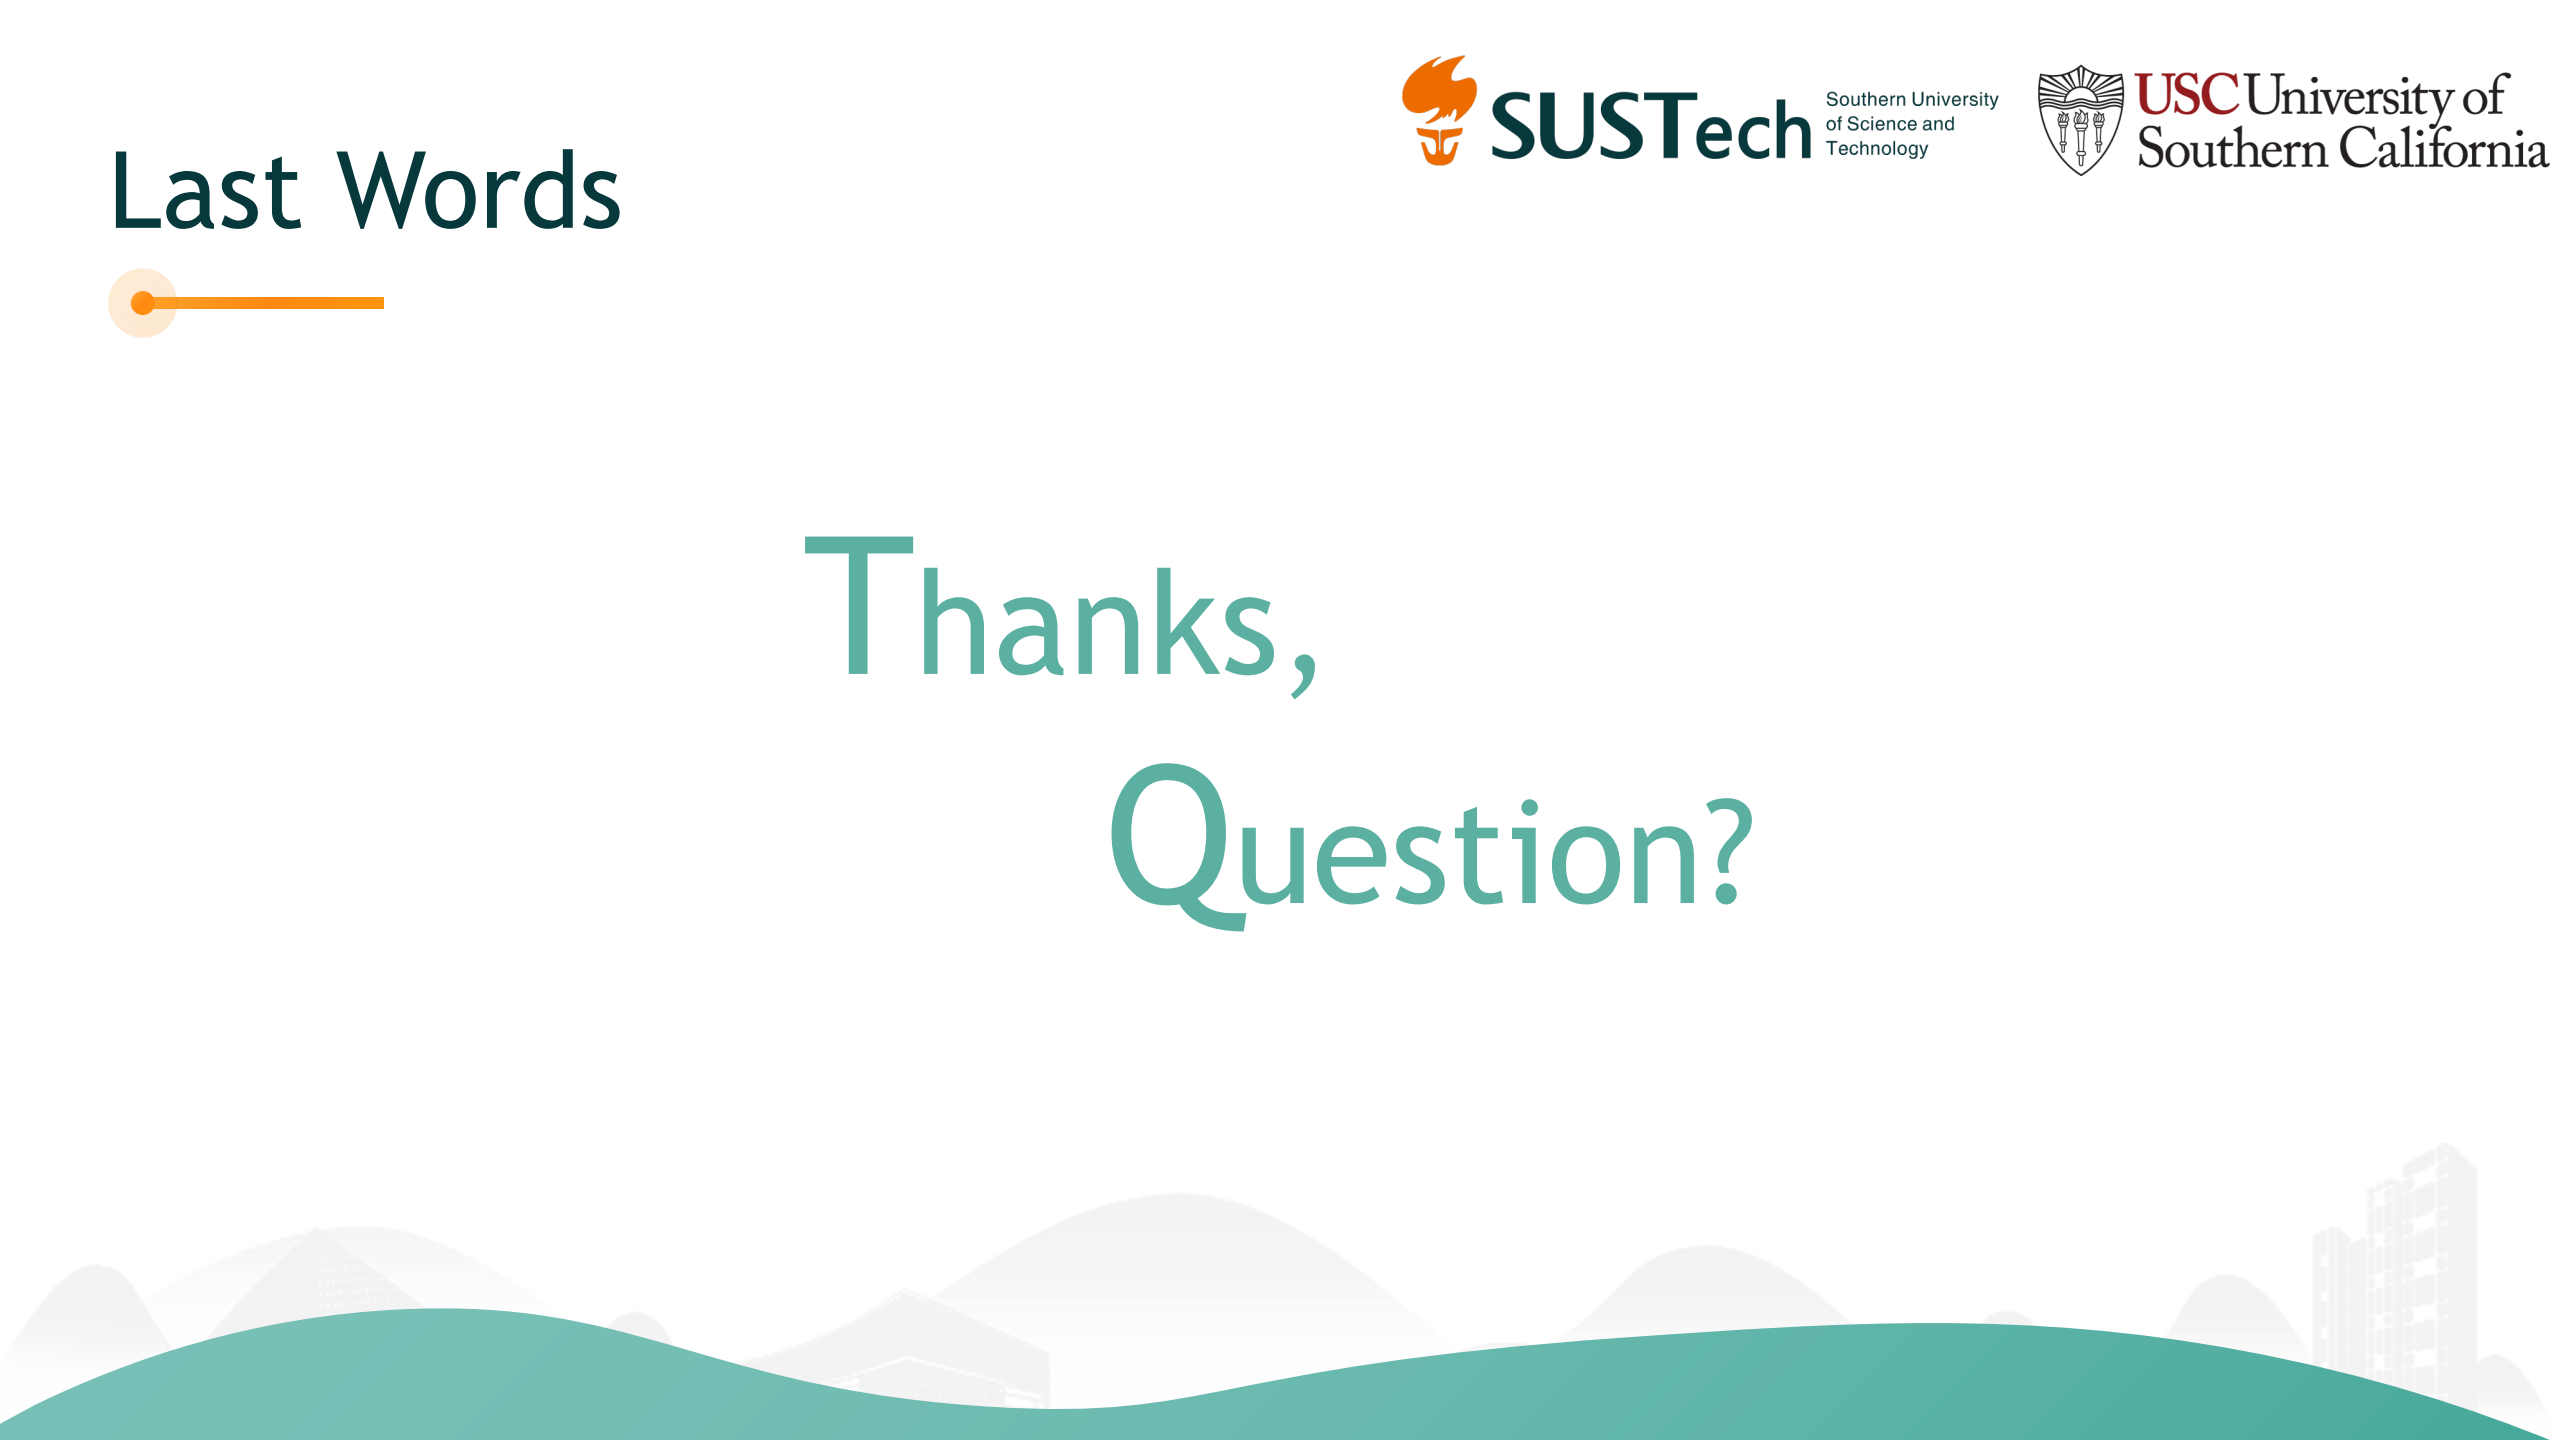 Last Words
SUSTech
Southern University
of Science and
Technology
USC University of
Southern California
Thanks,
Question?